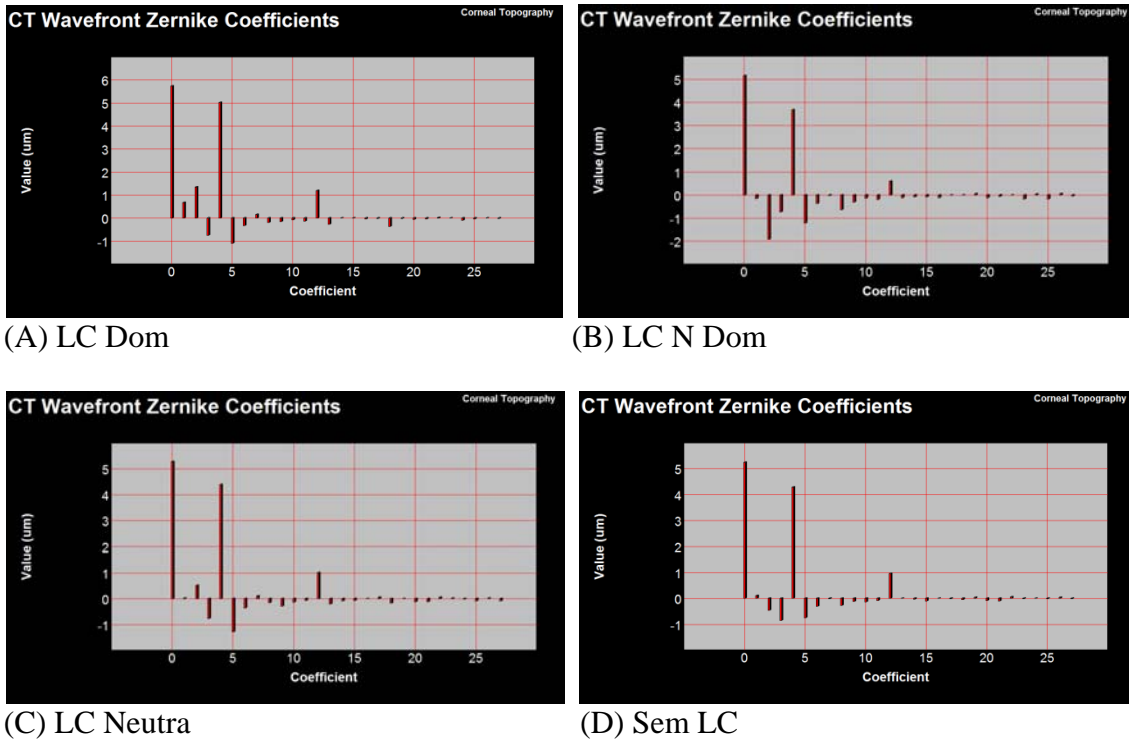 CT Wavefront Zernike Coefficients
Corneal Topography
Value (um)
6
5
4
3
2
1
0
-1
0 5 10 15 20 25
Coefficient
(A) LC Dom
CT Wavefront Zernike Coefficients
Corneal Topography
Value (um)
5
4
3
2
1
0
-1
-2
0 5 10 15 20 25
Coefficient
(B) LC N Dom
CT Wavefront Zernike Coefficients
Corneal Topography
Value (um)
5
4
3
2
1
0
-1
0 5 10 15 20 25
Coefficient
(C) LC Neutra
CT Wavefront Zernike Coefficients
Corneal Topography
Value (um)
5
4
3
2
1
0
-1
0 5 10 15 20 25
Coefficient
(D) Sem LC